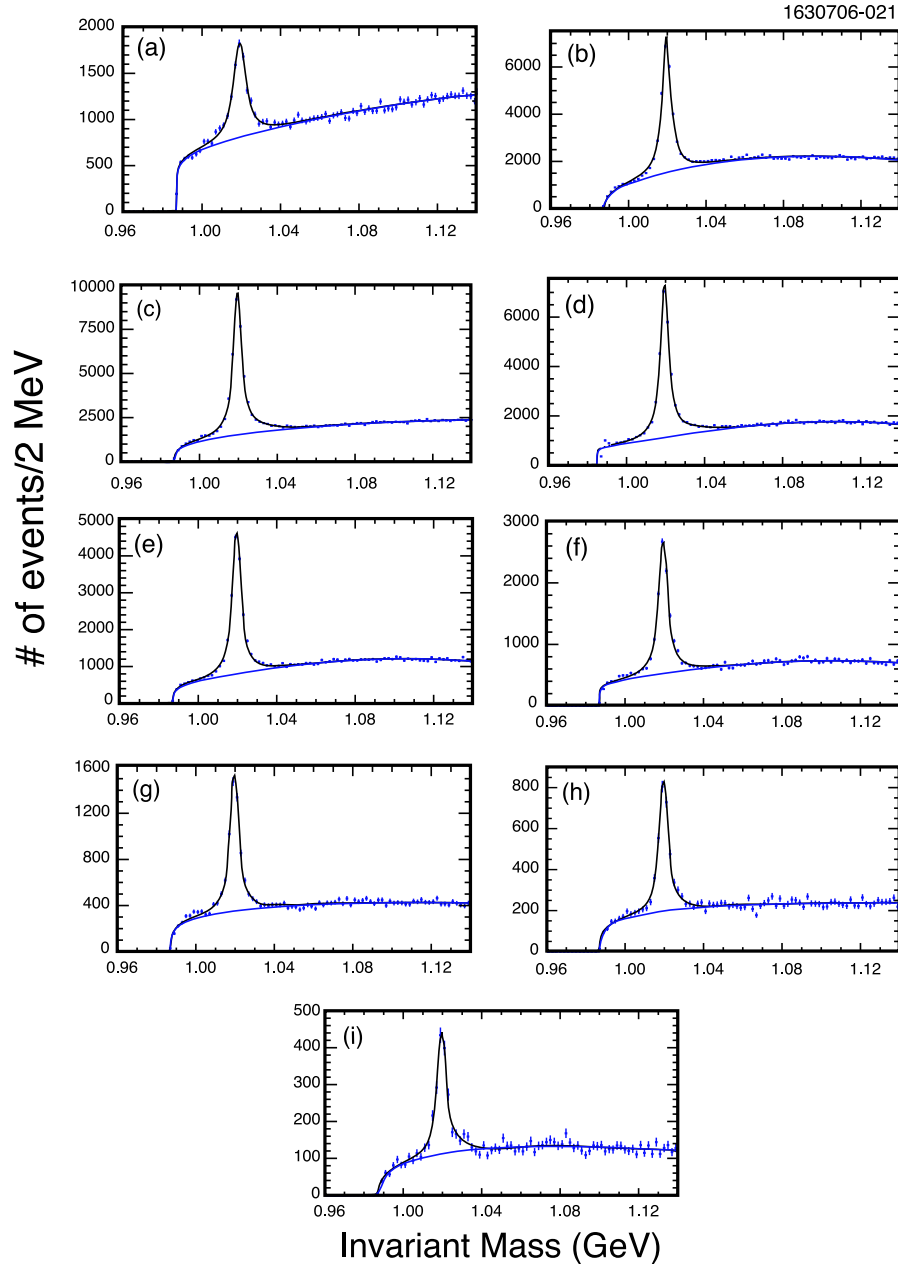 1630706-021
# of events/2 MeV
(a)
2000
1500
1000
500
0
0.96 1.00 1.04 1.08 1.12
(b)
6000
4000
2000
0
0.96 1.00 1.04 1.08 1.12
(c)
10000
7500
5000
2500
0
0.96 1.00 1.04 1.08 1.12
(d)
6000
4000
2000
0
0.96 1.00 1.04 1.08 1.12
(e)
5000
4000
3000
2000
1000
0
0.96 1.00 1.04 1.08 1.12
(f)
3000
2000
1000
0
0.96 1.00 1.04 1.08 1.12
(g)
1600
1200
800
400
0
0.96 1.00 1.04 1.08 1.12
(h)
800
600
400
200
0
0.96 1.00 1.04 1.08 1.12
(i)
500
400
300
200
100
0
0.96 1.00 1.04 1.08 1.12
Invariant Mass (GeV)